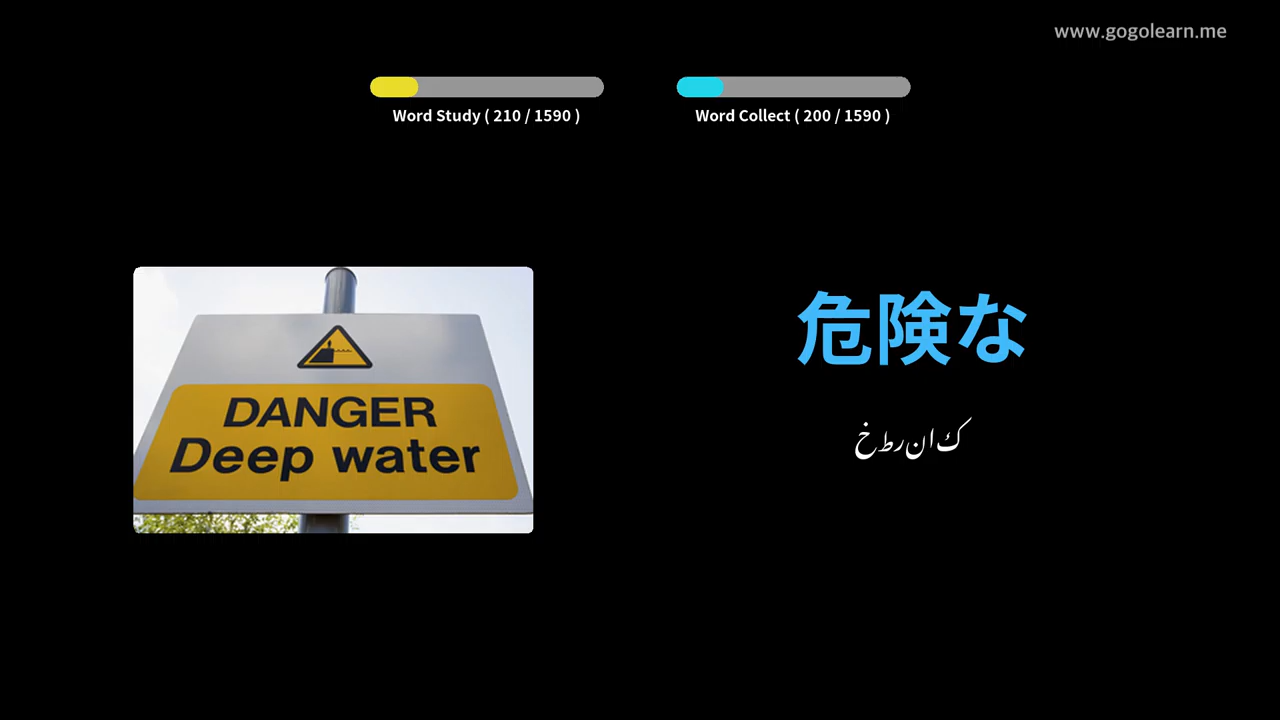 www.gogolearn.me
Word Study ( 210 / 1590 )
Word Collect ( 200 / 1590 )
DANGER
Deep water
危険な
خطرناک